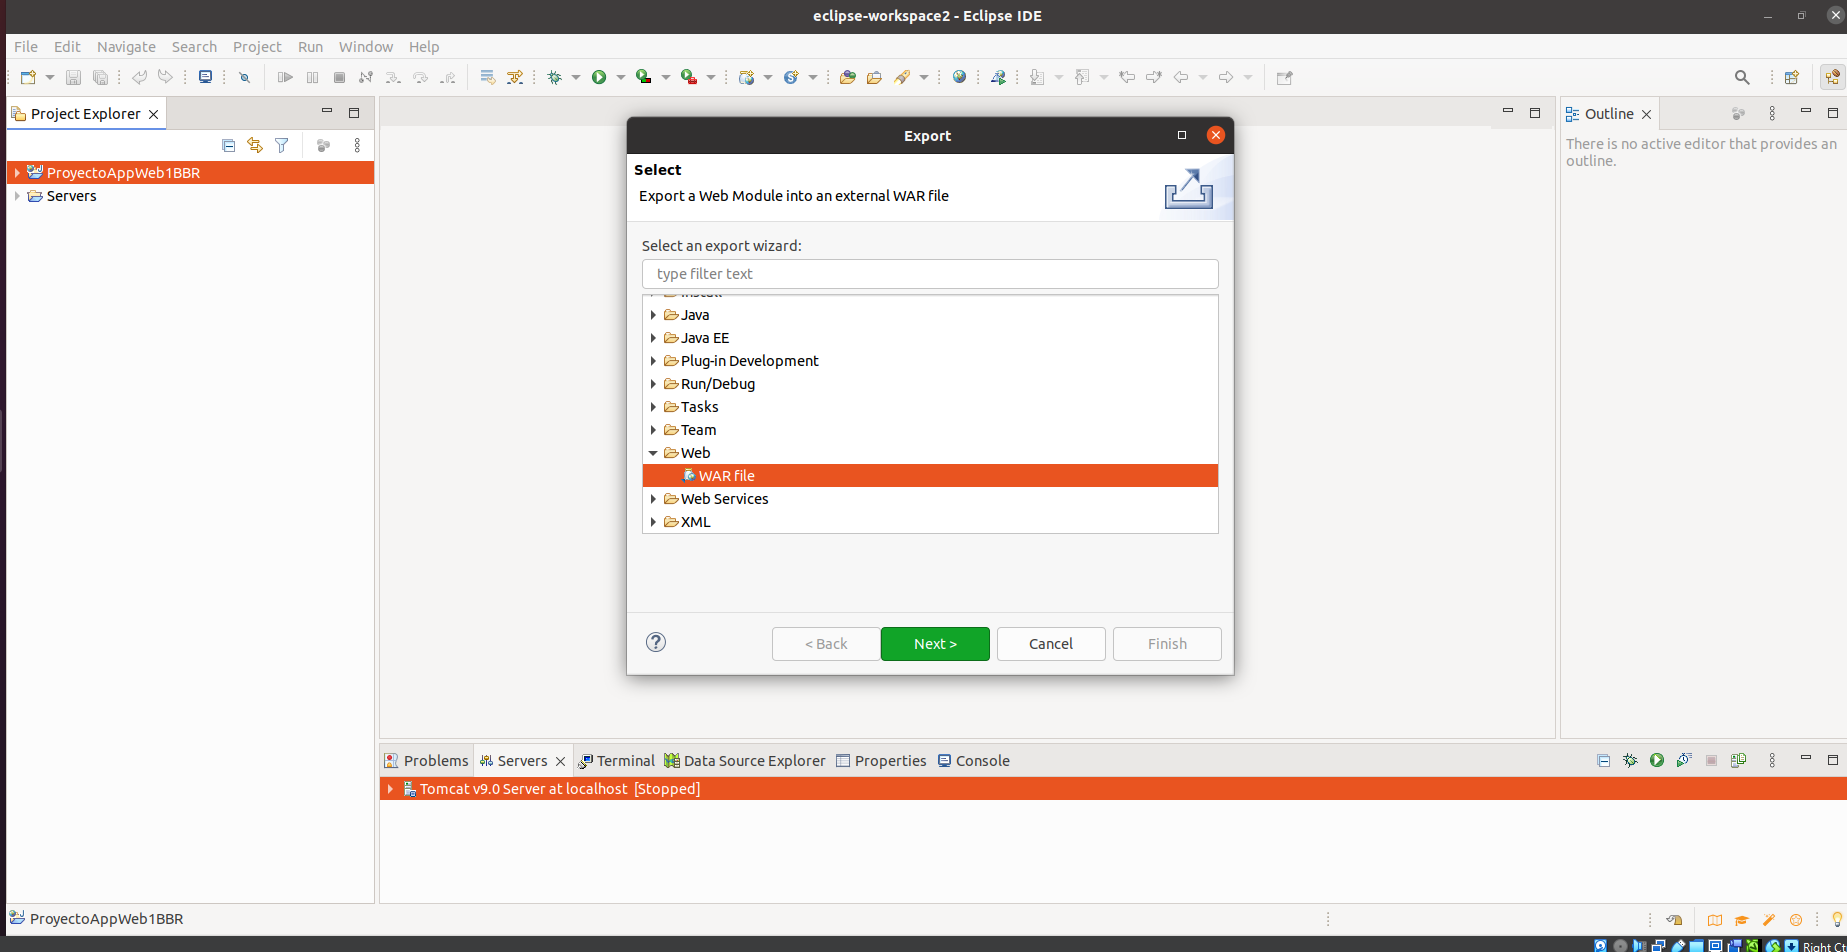 eclipse-workspace2 - Eclipse IDE
File Edit Navigate Search Project Run Window Help
Project Explorer
ProyectoAppWeb1BBR
Servers
Export
Select
Export a Web Module into an external WAR file
Select an export wizard:
type filter text
Install
Java
Java EE
Plug-in Development
Run/Debug
Tasks
Team
Web
WAR file
Web Services
XML
< Back Next > Cancel Finish
Outline
There is no active editor that provides an
outline.
Problems Servers Terminal Data Source Explorer Properties Console
Tomcat v9.0 Server at localhost [Stopped]
ProyectoAppWeb1BBR
Right Ct